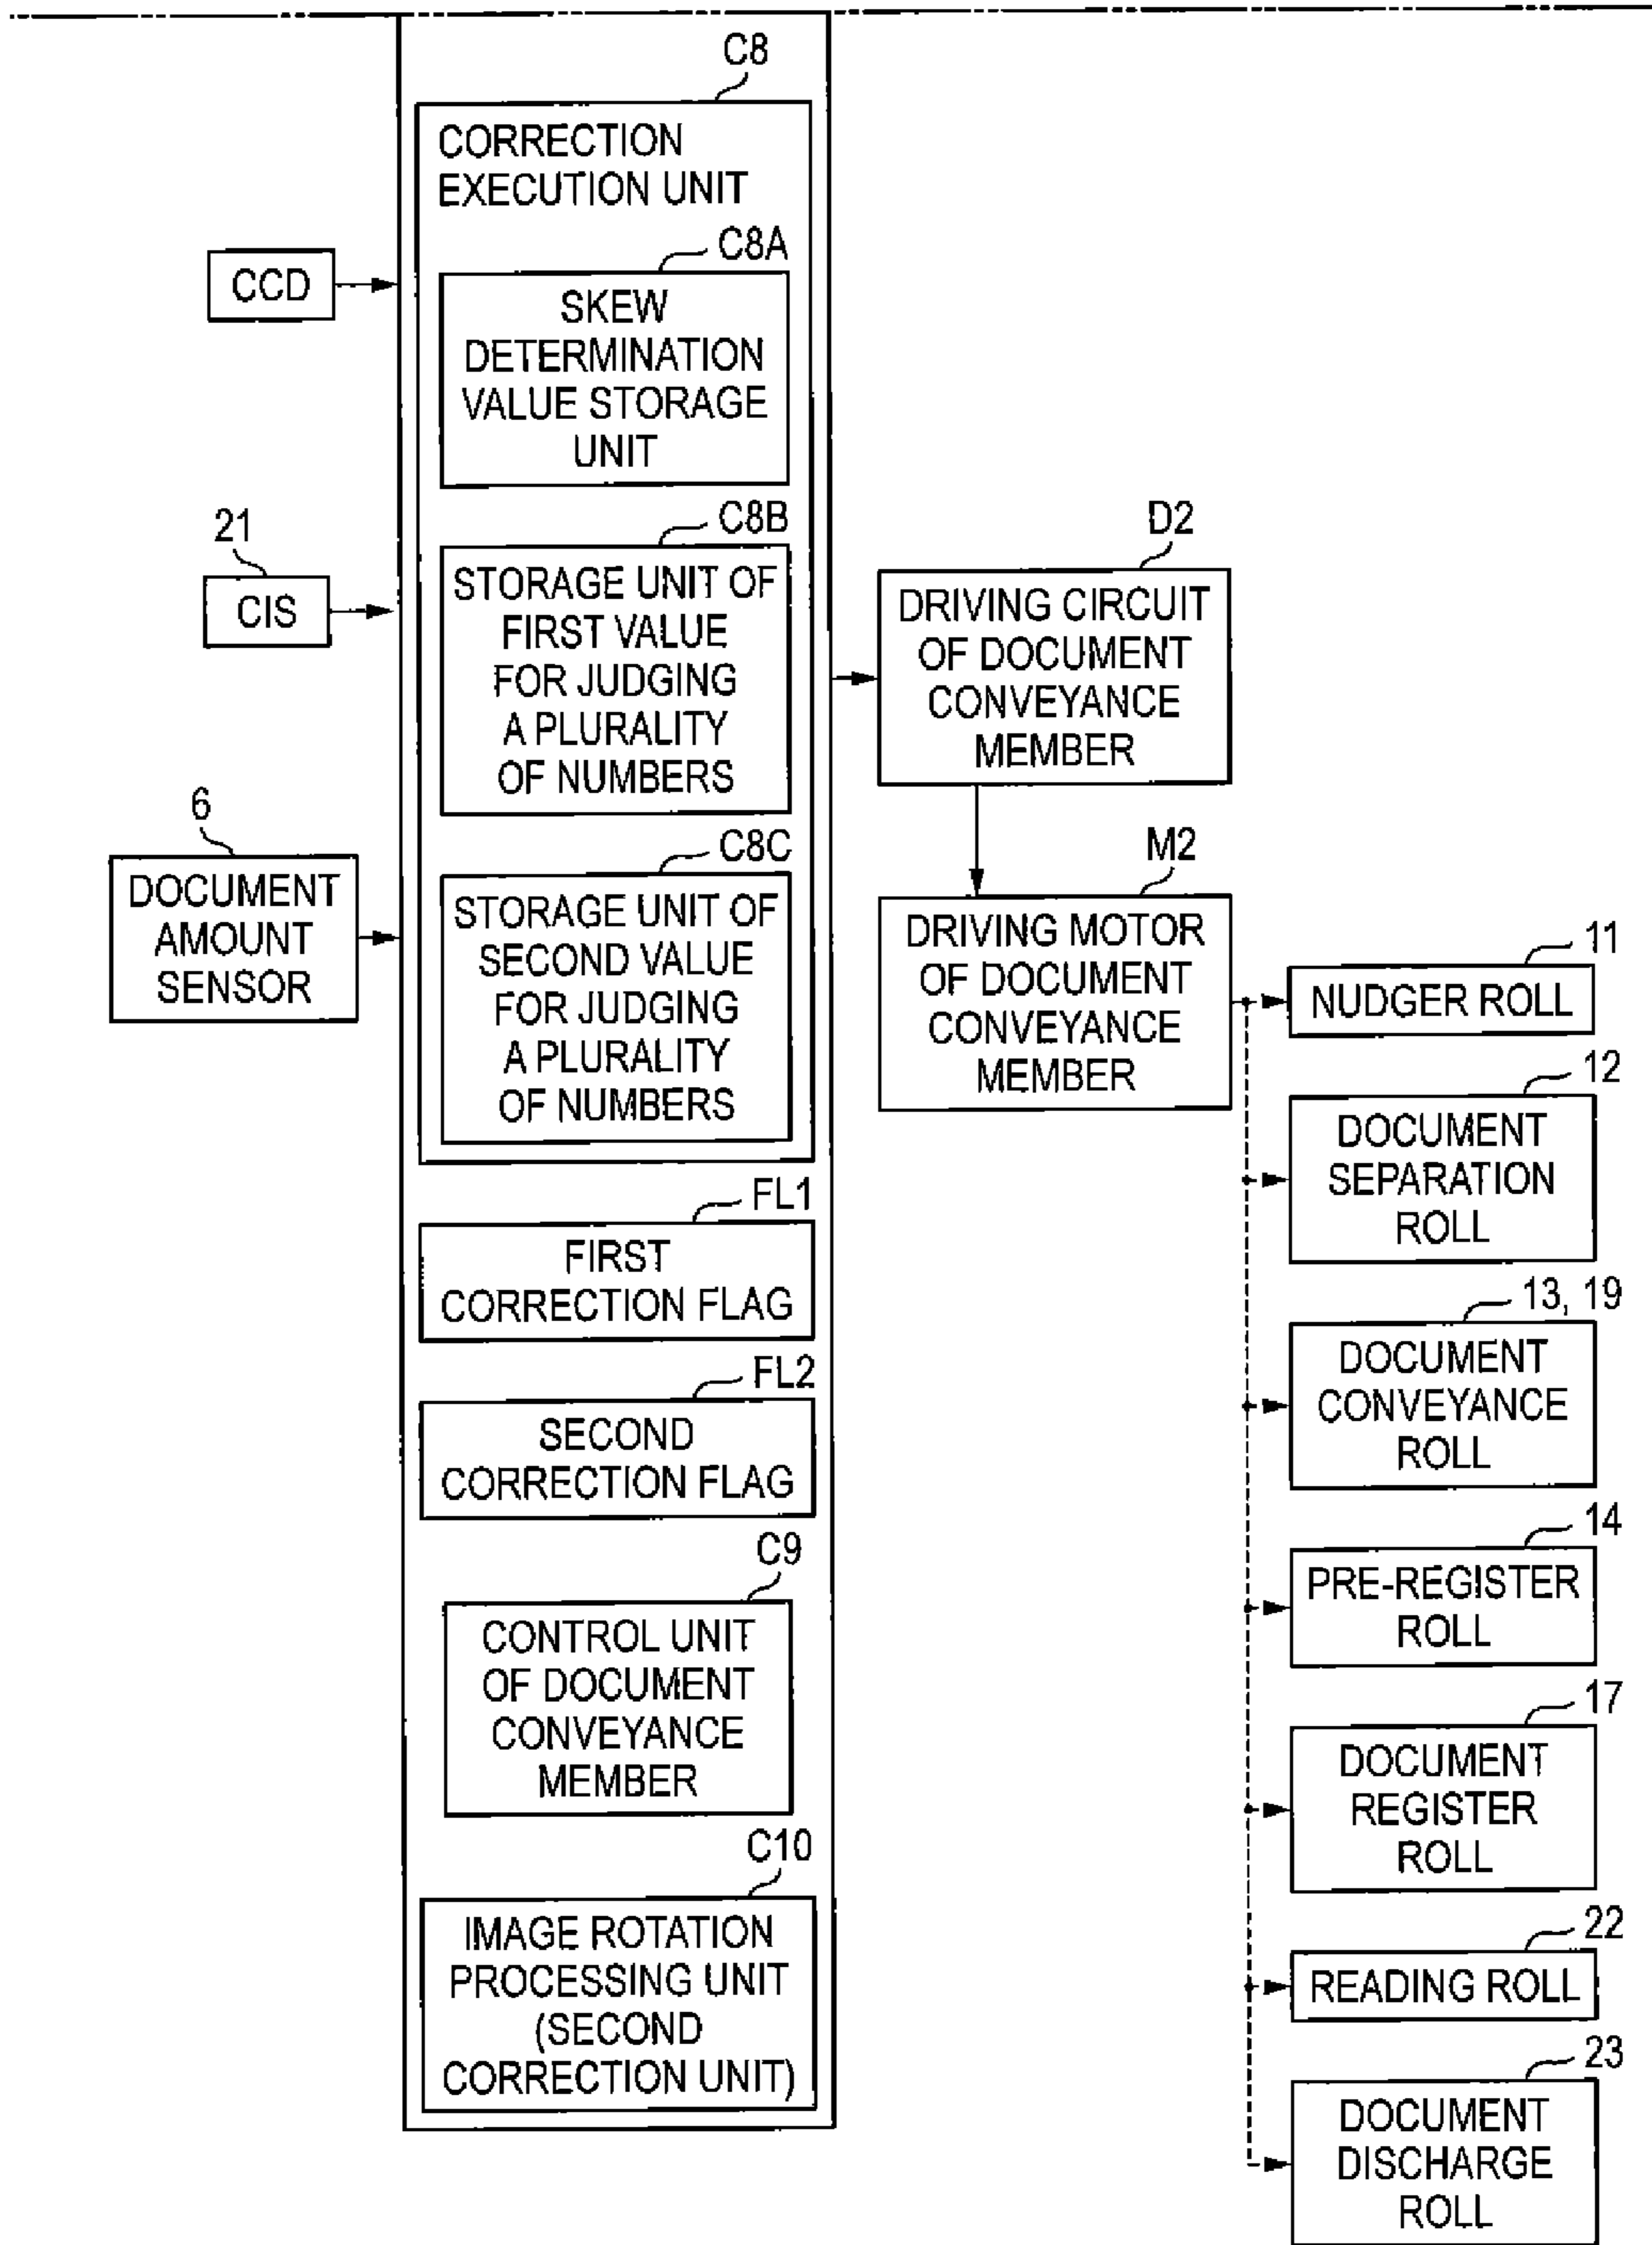 C8
CORRECTION
EXECUTION UNIT
C8A
SKEW
DETERMINATION
VALUE STORAGE
UNIT
C8B
STORAGE UNIT OF
FIRST VALUE
FOR JUDGING
A PLURALITY
OF NUMBERS
C8C
STORAGE UNIT OF
SECOND VALUE
FOR JUDGING
A PLURALITY
OF NUMBERS
FL1
FIRST
CORRECTION FLAG
FL2
SECOND
CORRECTION FLAG
C9
CONTROL UNIT
OF DOCUMENT
CONVEYANCE
MEMBER
C10
IMAGE ROTATION
PROCESSING UNIT
(SECOND
CORRECTION UNIT)
CCD
21
CIS
6
DOCUMENT
AMOUNT
SENSOR
D2
DRIVING CIRCUIT
OF DOCUMENT
CONVEYANCE
MEMBER
M2
DRIVING MOTOR
OF DOCUMENT
CONVEYANCE
MEMBER
11
NUDGER ROLL
12
DOCUMENT
SEPARATION
ROLL
13, 19
DOCUMENT
CONVEYANCE
ROLL
14
PRE-REGISTER
ROLL
17
DOCUMENT
REGISTER
ROLL
22
READING ROLL
23
DOCUMENT
DISCHARGE
ROLL